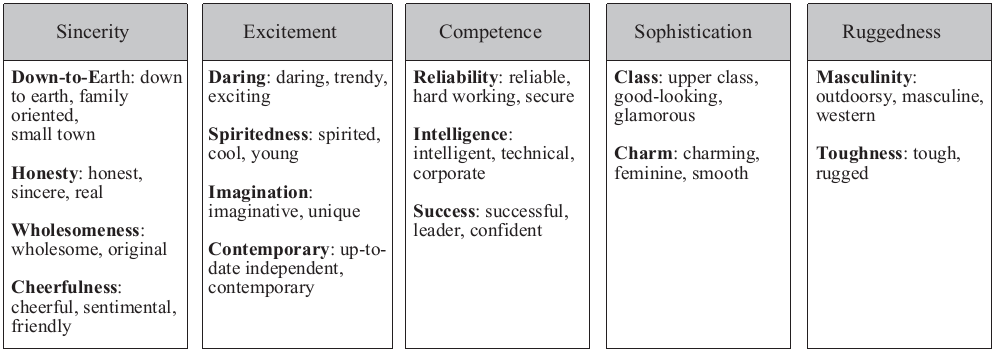 Sincerity
Down-to-Earth: down
to earth, family
oriented,
small town
Honesty: honest,
sincere, real
Wholesomeness:
wholesome, original
Cheerfulness:
cheerful, sentimental,
friendly
Excitement
Daring: daring, trendy,
exciting
Spiritedness: spirited,
cool, young
Imagination:
imaginative, unique
Contemporary: up-to-
date independent,
contemporary
Competence
Reliability: reliable,
hard working, secure
Intelligence:
intelligent, technical,
corporate
Success: successful,
leader, confident
Sophistication
Class: upper class,
good-looking,
glamorous
Charm: charming,
feminine, smooth
Ruggedness
Masculinity:
outdoorsy, masculine,
western
Toughness: tough,
rugged